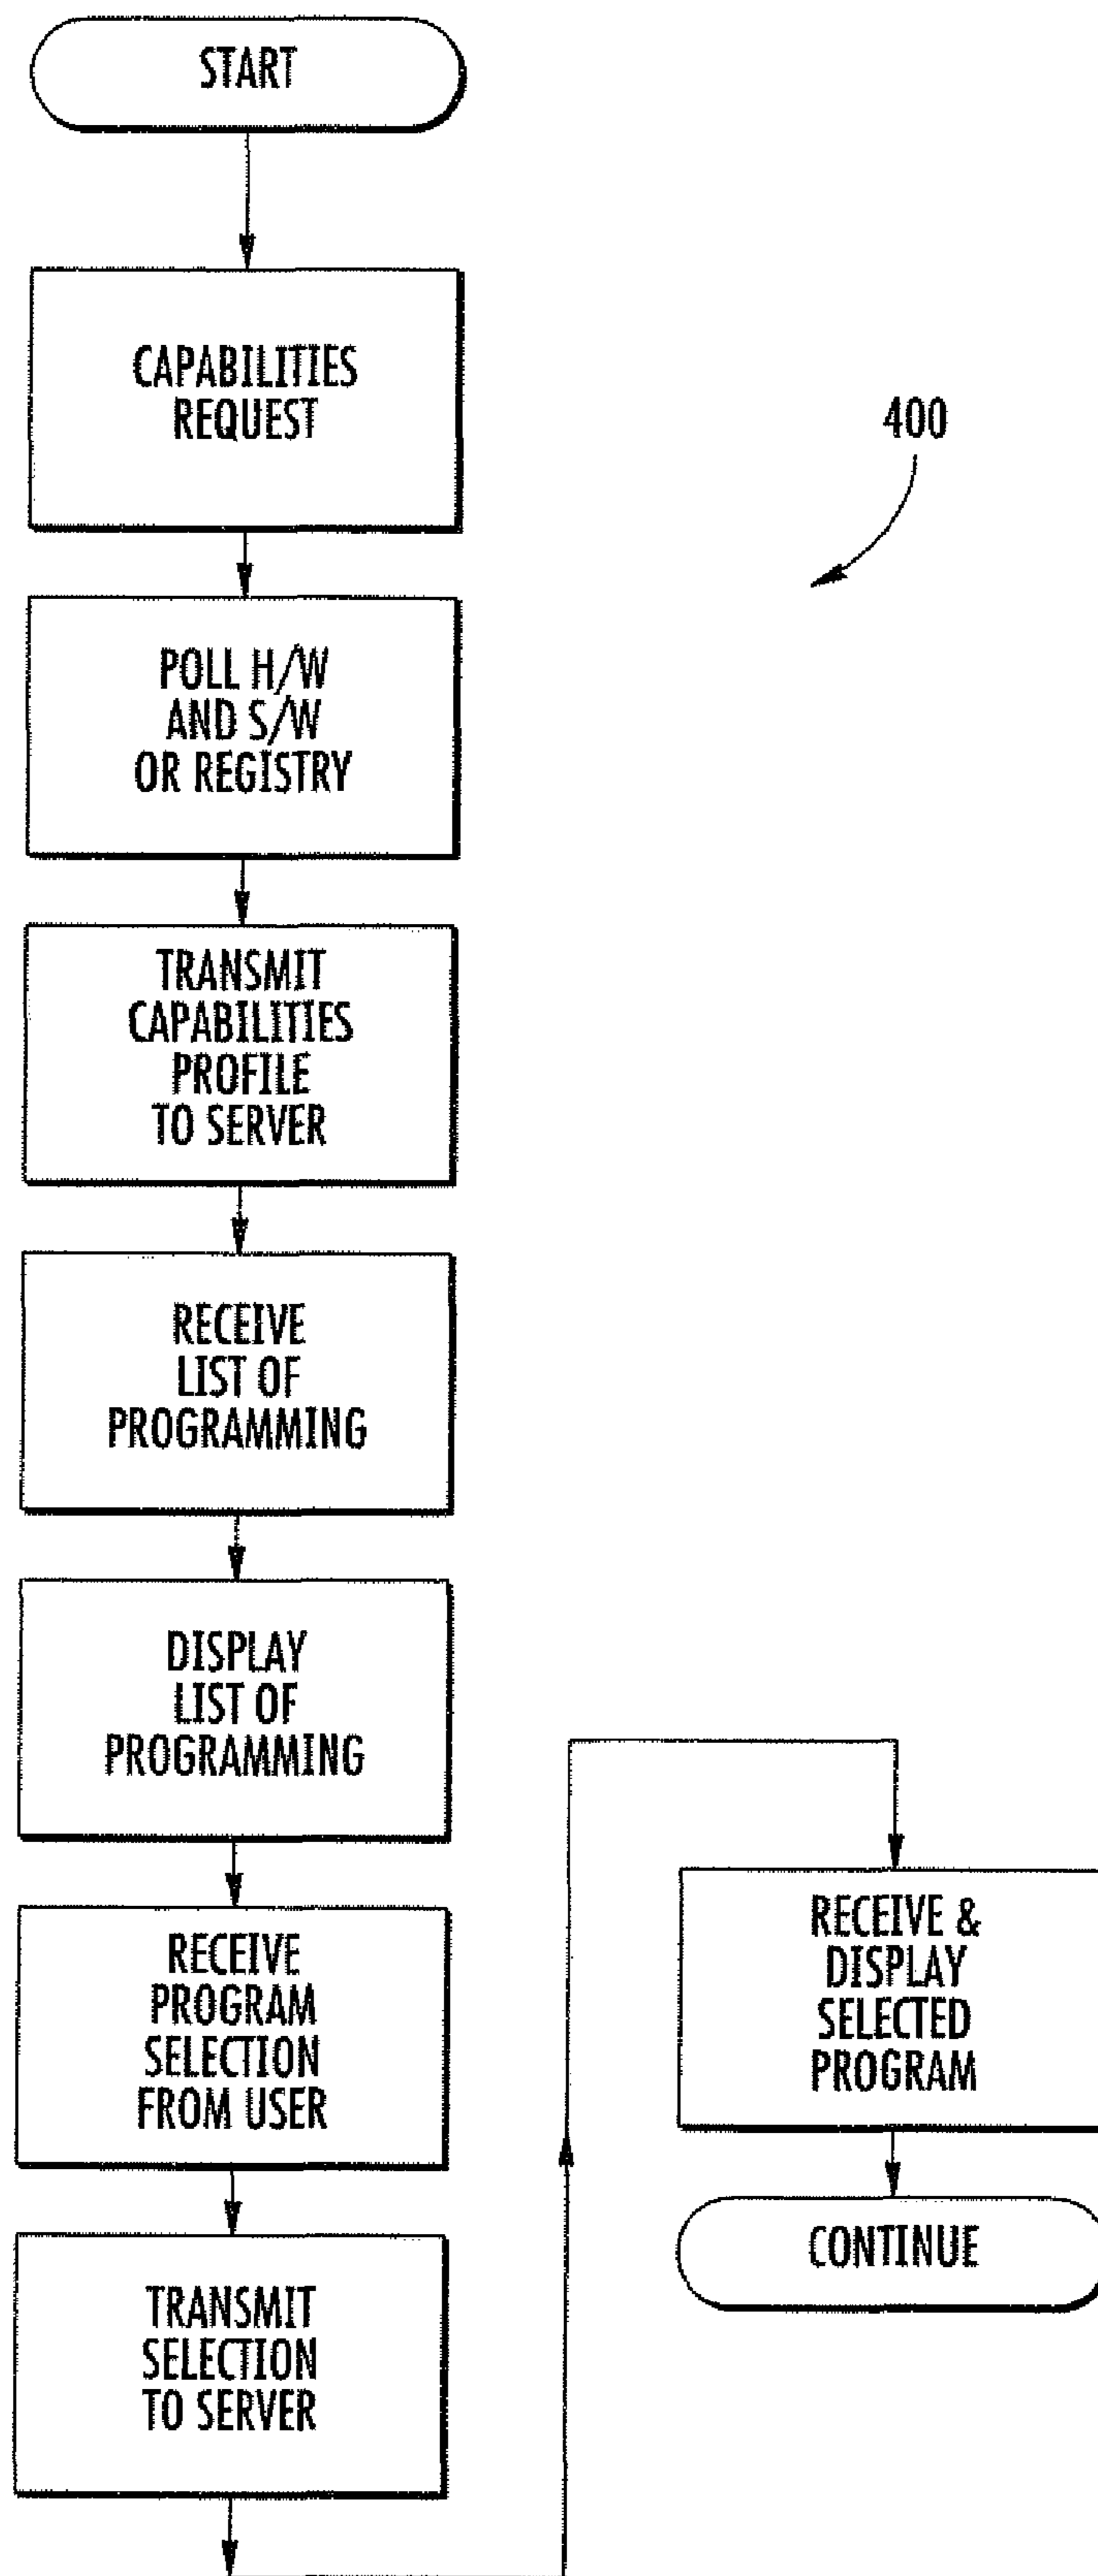 START
CAPABILITIES
REQUEST
400
POLL H/W
AND S/W
OR REGISTRY
TRANSMIT
CAPABILITIES
PROFILE
TO SERVER
RECEIVE
LIST OF
PROGRAMMING
DISPLAY
LIST OF
PROGRAMMING
RECEIVE
PROGRAM
SELECTION
FROM USER
TRANSMIT
SELECTION
TO SERVER
RECEIVE &
DISPLAY
SELECTED
PROGRAM
CONTINUE